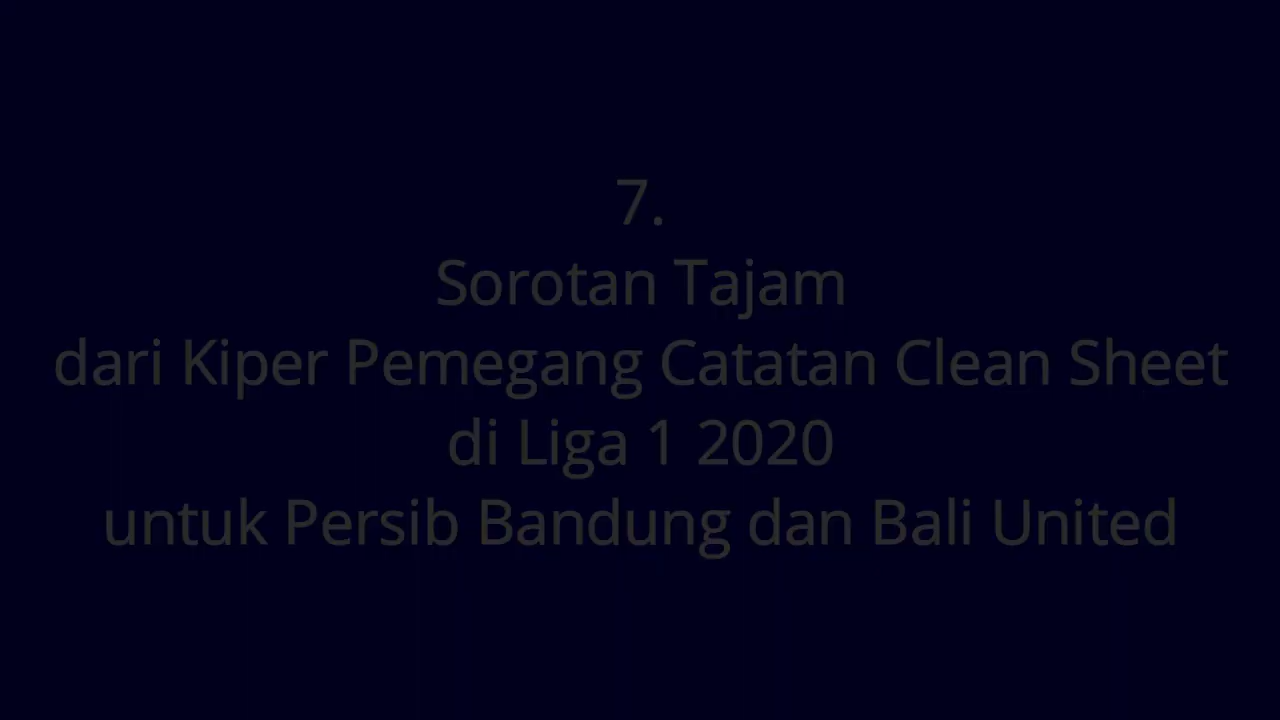 7.
Sorotan Tajam
dari Kiper Pemegang Catatan Clean Sheet
di Liga 1 2020
untuk Persib Bandung dan Bali United